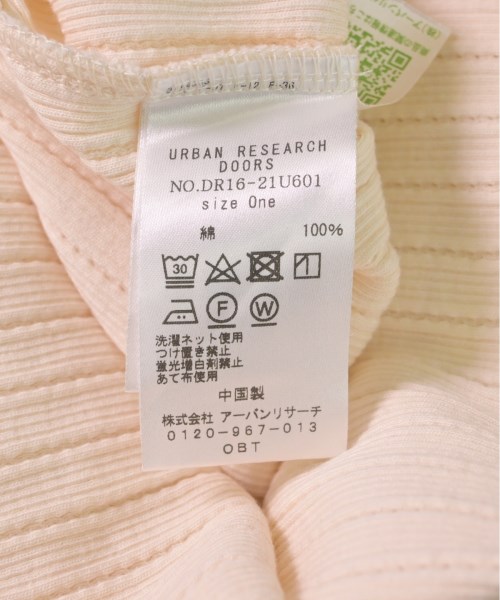 URBAN RESEARCH
DOORS
NO.DR16-21U601
size One
綿 100%
30
F W
洗濯ネット使用
つけ置き禁止
蛍光増白剤禁止
あて布使用
中国製
株式会社 アーバンリサーチ
0120-967-013
OBT